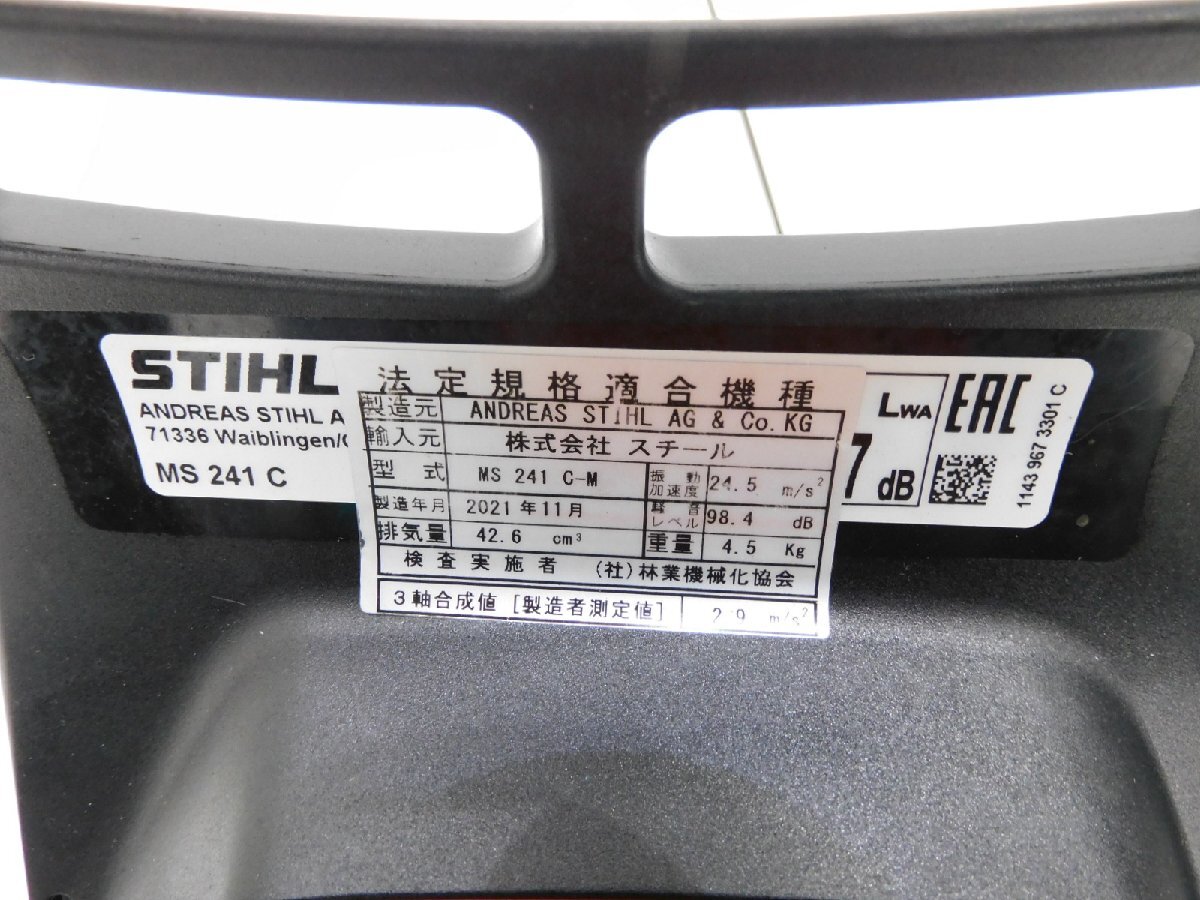 STIHL
ANDREAS STIHL A
71336 Waiblingen/
MS 241 C
法定規格適合機種
製造元 ANDREAS STIHL AG & Co. KG
輸入元 株式会社 スチール
型式 MS 241 C-M 振動加速度 24.5 m/s²
製造年月 2021年11月 軽音レベル 98.4 dB
排気量 42.6 cm³ 重量 4.5 Kg
検査実施者 (社)林業機械化協会
3軸合成値 [製造者測定値] 2.9 m/s²
LWA
7 dB
EAC
1143 967 3301 C